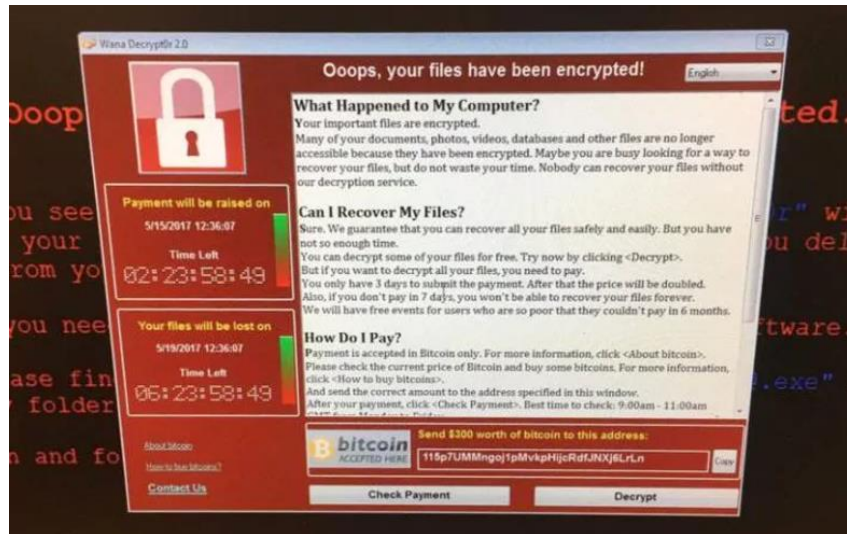 Wana Decrypt0r 2.0
Ooops, your files have been encrypted!
English
What Happened to My Computer?
Your important files are encrypted.
Many of your documents, photos, videos, databases and other files are no longer
accessible because they have been encrypted. Maybe you are busy looking for a way to
recover your files, but do not waste your time. Nobody can recover your files without
our decryption service.
Can I Recover My Files?
Sure. We guarantee that you can recover all your files safely and easily. But you have
not so enough time.
You can decrypt some of your files for free. Try now by clicking <Decrypt>.
But if you want to decrypt all your files, you need to pay.
You only have 3 days to submit the payment. After that the price will be doubled.
Also, if you don't pay in 7 days, you won't be able to recover your files forever.
We will have free events for users who are so poor that they couldn't pay in 6 months.
How Do I Pay?
Payment is accepted in Bitcoin only. For more information, click <About bitcoin>.
Please check the current price of Bitcoin and buy some bitcoins. For more information,
click <How to buy bitcoins>.
And send the correct amount to the address specified in this window.
After your payment, click <Check Payment>. Best time to check: 9:00am - 11:00am
GMT from Monday to Friday.
Payment will be raised on
5/15/2017 12:36:07
Time Left
02:23:58:49
Your files will be lost on
5/19/2017 12:36:07
Time Left
06:23:58:49
About bitcoin
How to buy bitcoins?
Contact Us
bitcoin
ACCEPTED HERE
Send $300 worth of bitcoin to this address:
115p7UMMngoj1pMvkpHijcRdfJNXj6LrLn
Copy
Check Payment
Decrypt
Ooop
ted.
ou see
r" wi
your
ou del
rom yo
you nee
tware.
ase fin
.exe"
folder
n and fo